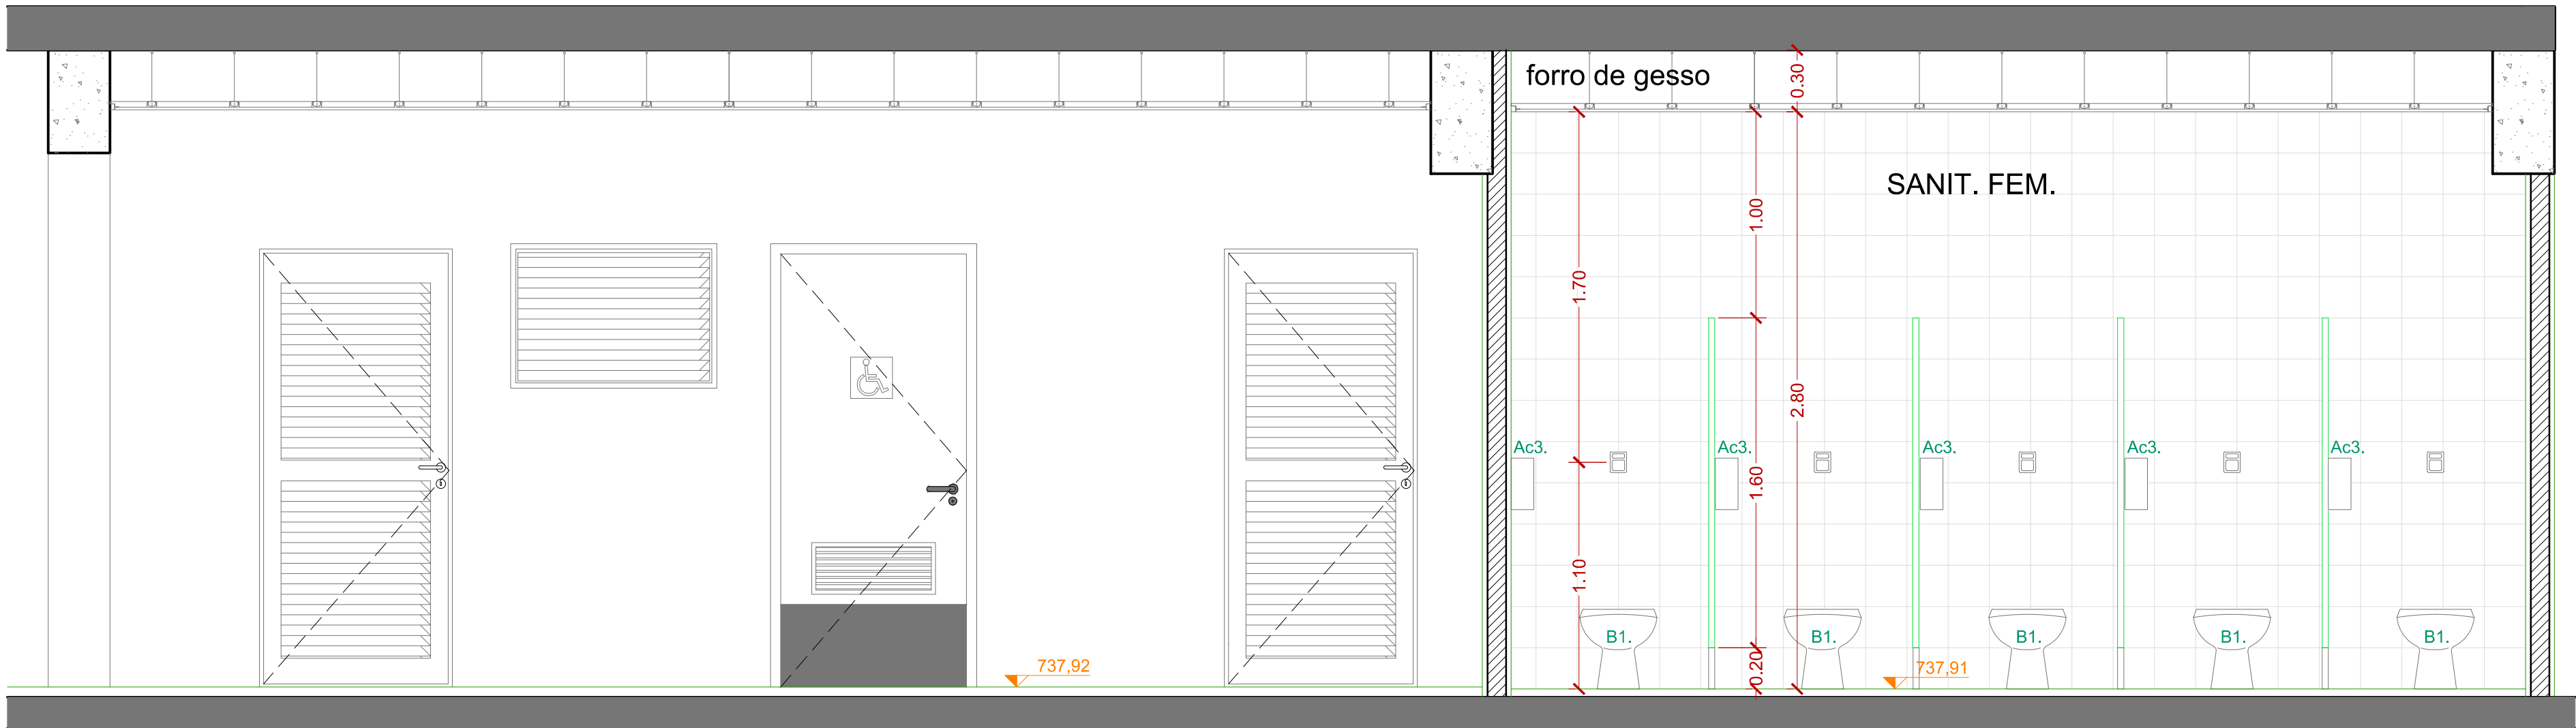 forro de gesso
0.30
SANIT. FEM.
1.00
1.70
2.80
Ac3.
Ac3.
Ac3.
Ac3.
Ac3.
1.60
1.10
B1.
B1.
B1.
B1.
B1.
0.20
737,92
737,91